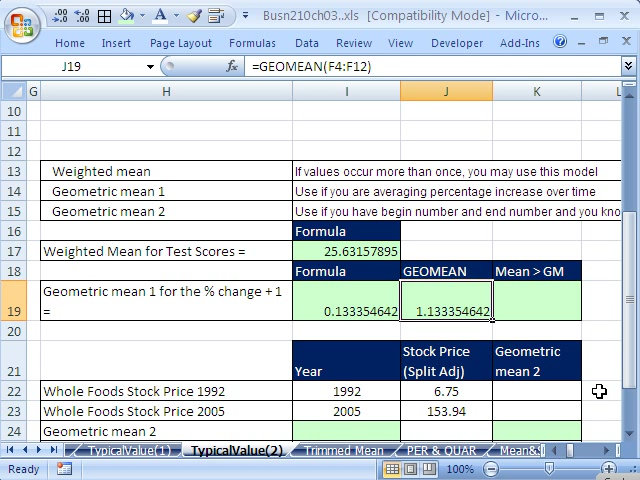 Busn210ch03..xls [Compatibility Mode] - Micro...
Home Insert Page Layout Formulas Data Review View Developer Add-Ins
J19 fx =GEOMEAN(F4:F12)
G H I J K L
10
11
12
13 Weighted mean If values occur more than once, you may use this model
14 Geometric mean 1 Use if you are averaging percentage increase over time
15 Geometric mean 2 Use if you have begin number and end number and you kno
16 Formula
17 Weighted Mean for Test Scores = 25.63157895
18 Formula GEOMEAN Mean > GM
Geometric mean 1 for the % change + 1
19 = 0.133354642 1.133354642
20
Stock Price Geometric
21 Year (Split Adj) mean 2
22 Whole Foods Stock Price 1992 1992 6.75
23 Whole Foods Stock Price 2005 2005 153.94
24 Geometric mean 2
TypicalValue(1) TypicalValue(2) Trimmed Mean PER & QUAR Mean&S
Ready 100%